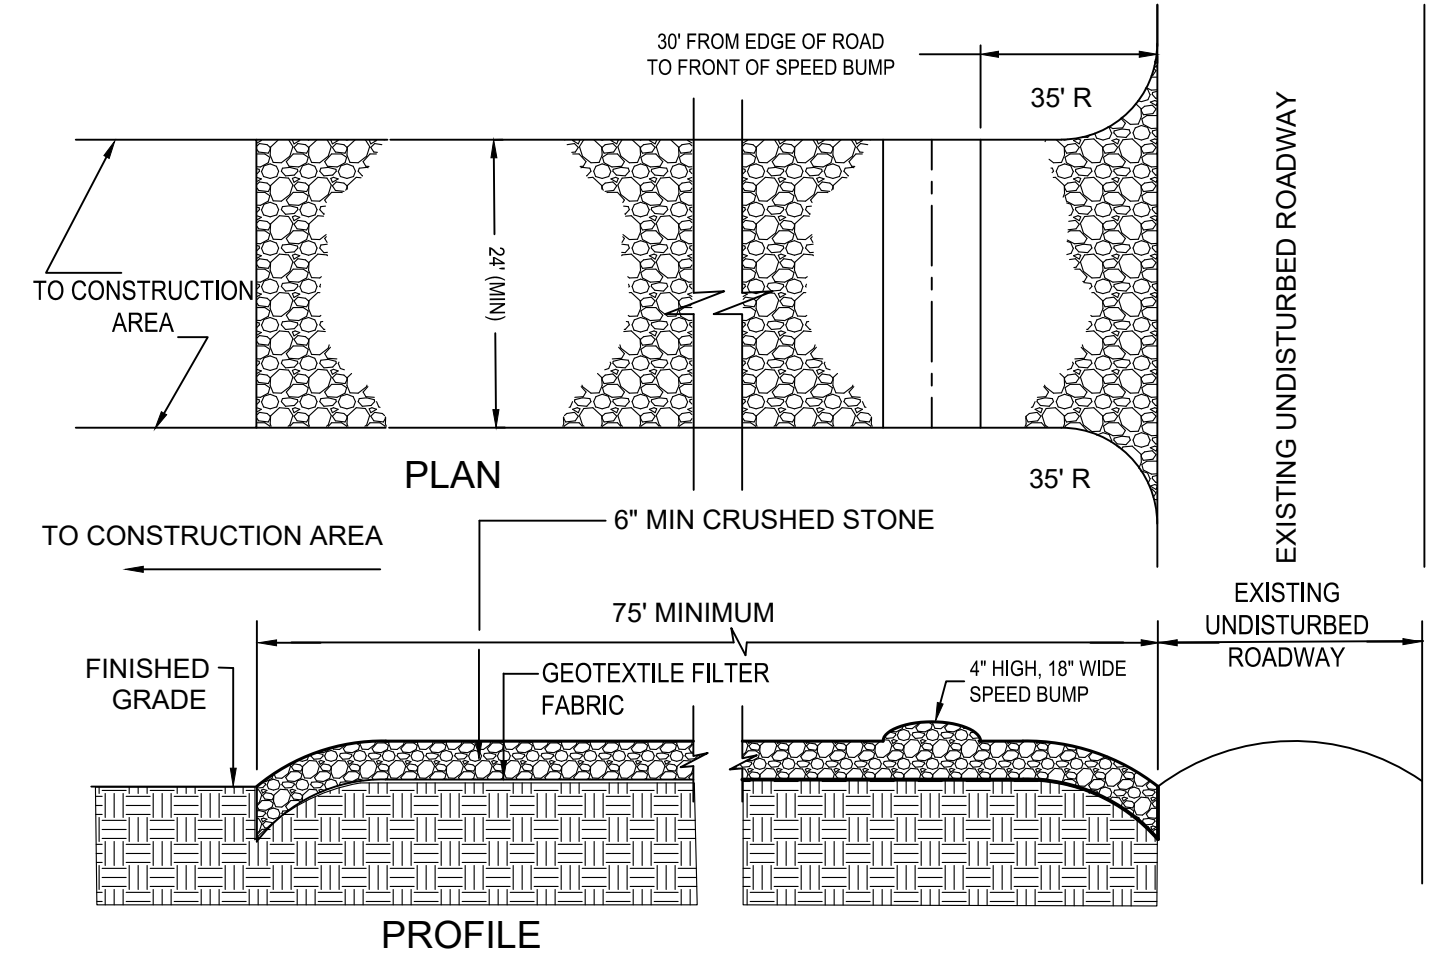 30' FROM EDGE OF ROAD
TO FRONT OF SPEED BUMP
35' R
EXISTING UNDISTURBED ROADWAY
24' (MIN)
TO CONSTRUCTION
AREA
PLAN
35' R
6" MIN CRUSHED STONE
TO CONSTRUCTION AREA
75' MINIMUM
EXISTING
UNDISTURBED
ROADWAY
FINISHED
GRADE
GEOTEXTILE FILTER
FABRIC
4" HIGH, 18" WIDE
SPEED BUMP
PROFILE